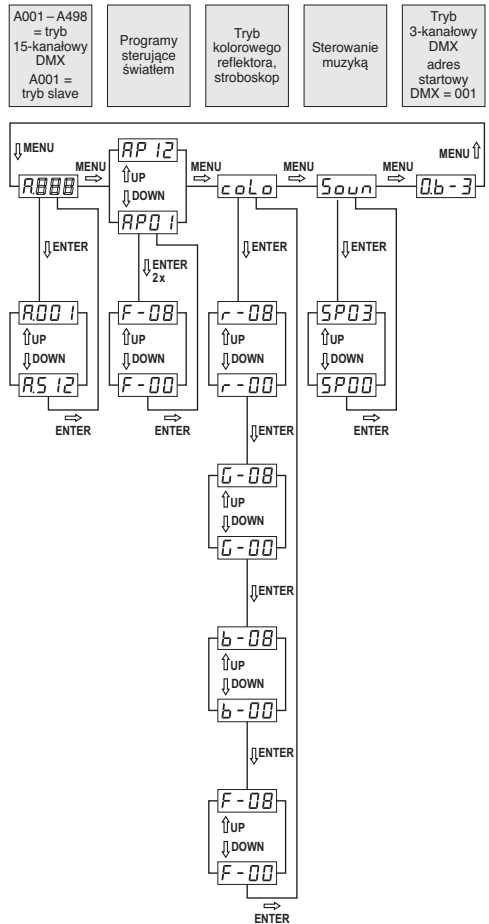 A001 – A498
= tryb
15-kanałowy
DMX
A001 =
tryb slave
Programy
sterujące
światłem
Tryb
kolorowego
reflektora,
stroboskop
Sterowanie
muzyką
Tryb
3-kanałowy
DMX
adres
startowy
DMX = 001
MENU
MENU
MENU
MENU
MENU
MENU
A.888
AP12
UP
DOWN
AP01
coLo
Soun
D.b-3
ENTER
ENTER
2x
ENTER
ENTER
A.001
UP
DOWN
A.512
ENTER
F-08
UP
DOWN
F-00
ENTER
r-08
UP
DOWN
r-00
SP03
UP
DOWN
SP00
ENTER
ENTER
G-08
UP
DOWN
G-00
ENTER
b-08
UP
DOWN
b-00
ENTER
F-08
UP
DOWN
F-00
ENTER